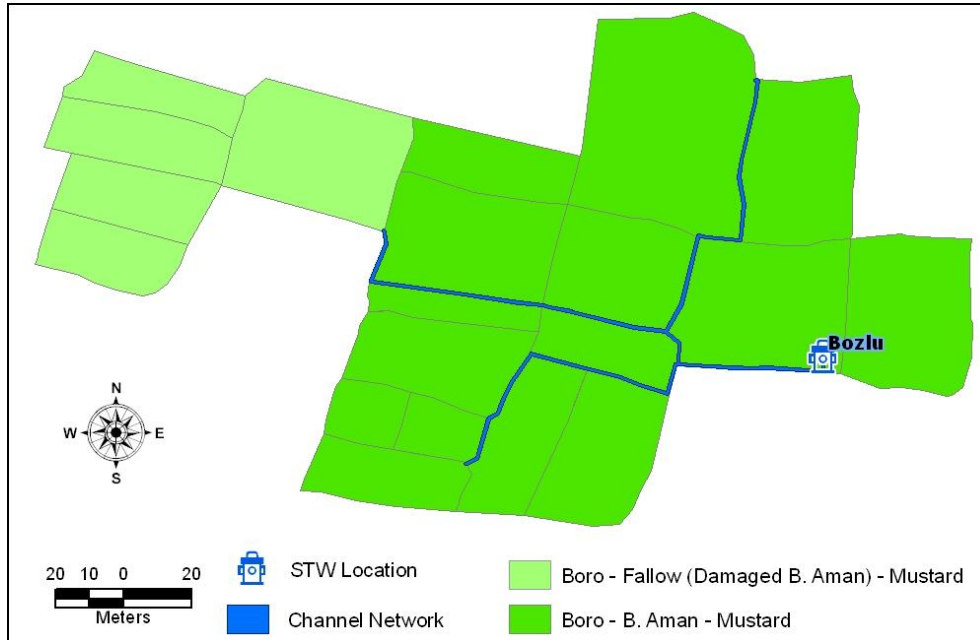 Bozlu
N
W E
S
20 10 0 20
Meters
STW Location
Channel Network
Boro - Fallow (Damaged B. Aman) - Mustard
Boro - B. Aman - Mustard